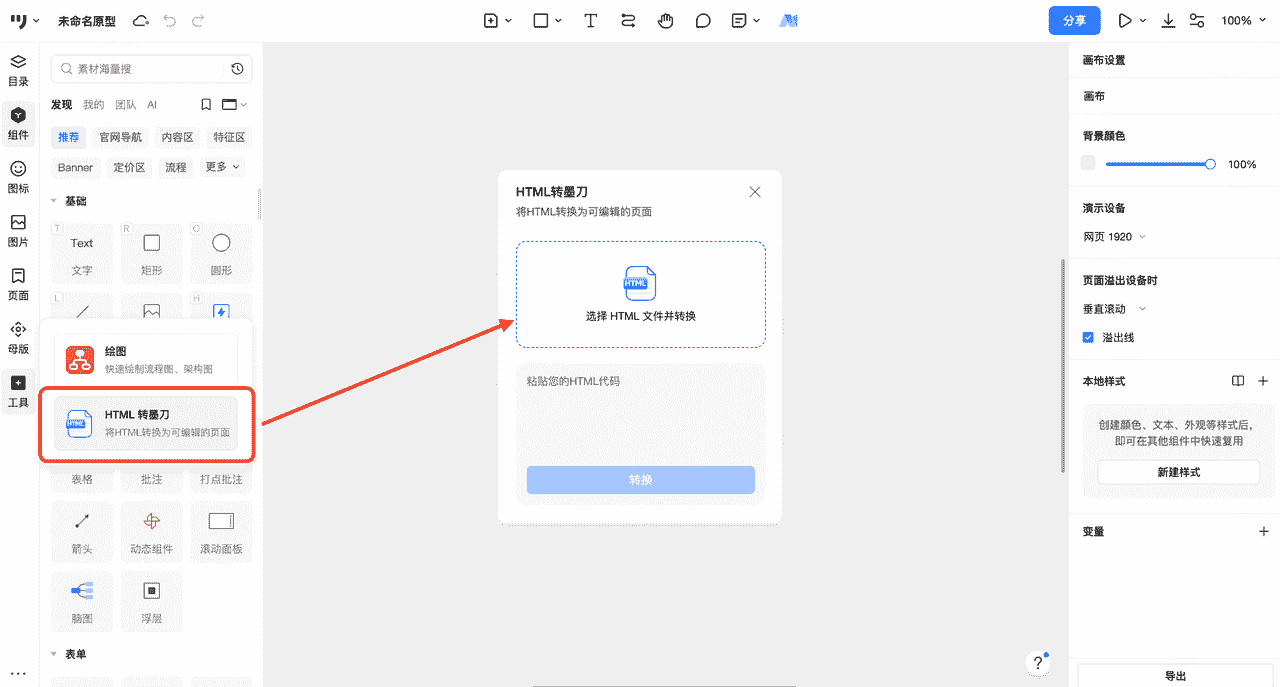 未命名原型
分享
100%
目录
组件
图标
图片
页面
母版
工具
素材海量搜
发现 我的 团队 AI
推荐 官网导航 内容区 特征区
Banner 定价区 流程 更多
基础
T R O
Text
文字 矩形 圆形
L H
绘图
快速绘制流程图、架构图
HTML
HTML 转墨刀
将HTML转换为可编辑的页面
表格 批注 打点批注
箭头 动态组件 滚动面板
脑图 浮层
表单
HTML转墨刀
将HTML转换为可编辑的页面
HTML
选择 HTML 文件并转换
粘贴您的HTML代码
转换
?
画布设置
画布
背景颜色
100%
演示设备
网页 1920
页面溢出设备时
垂直滚动
溢出线
本地样式
创建颜色、文本、外观等样式后，
即可在其他组件中快速复用
新建样式
变量
导出